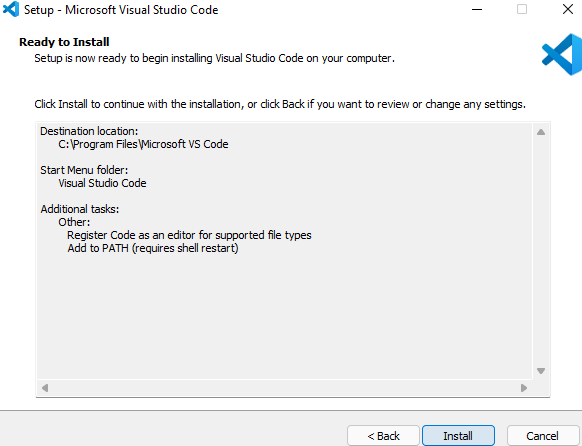 Setup - Microsoft Visual Studio Code
Ready to Install
Setup is now ready to begin installing Visual Studio Code on your computer.
Click Install to continue with the installation, or click Back if you want to review or change any settings.
Destination location:
C:\Program Files\Microsoft VS Code
Start Menu folder:
Visual Studio Code
Additional tasks:
Other:
Register Code as an editor for supported file types
Add to PATH (requires shell restart)
< Back
Install
Cancel